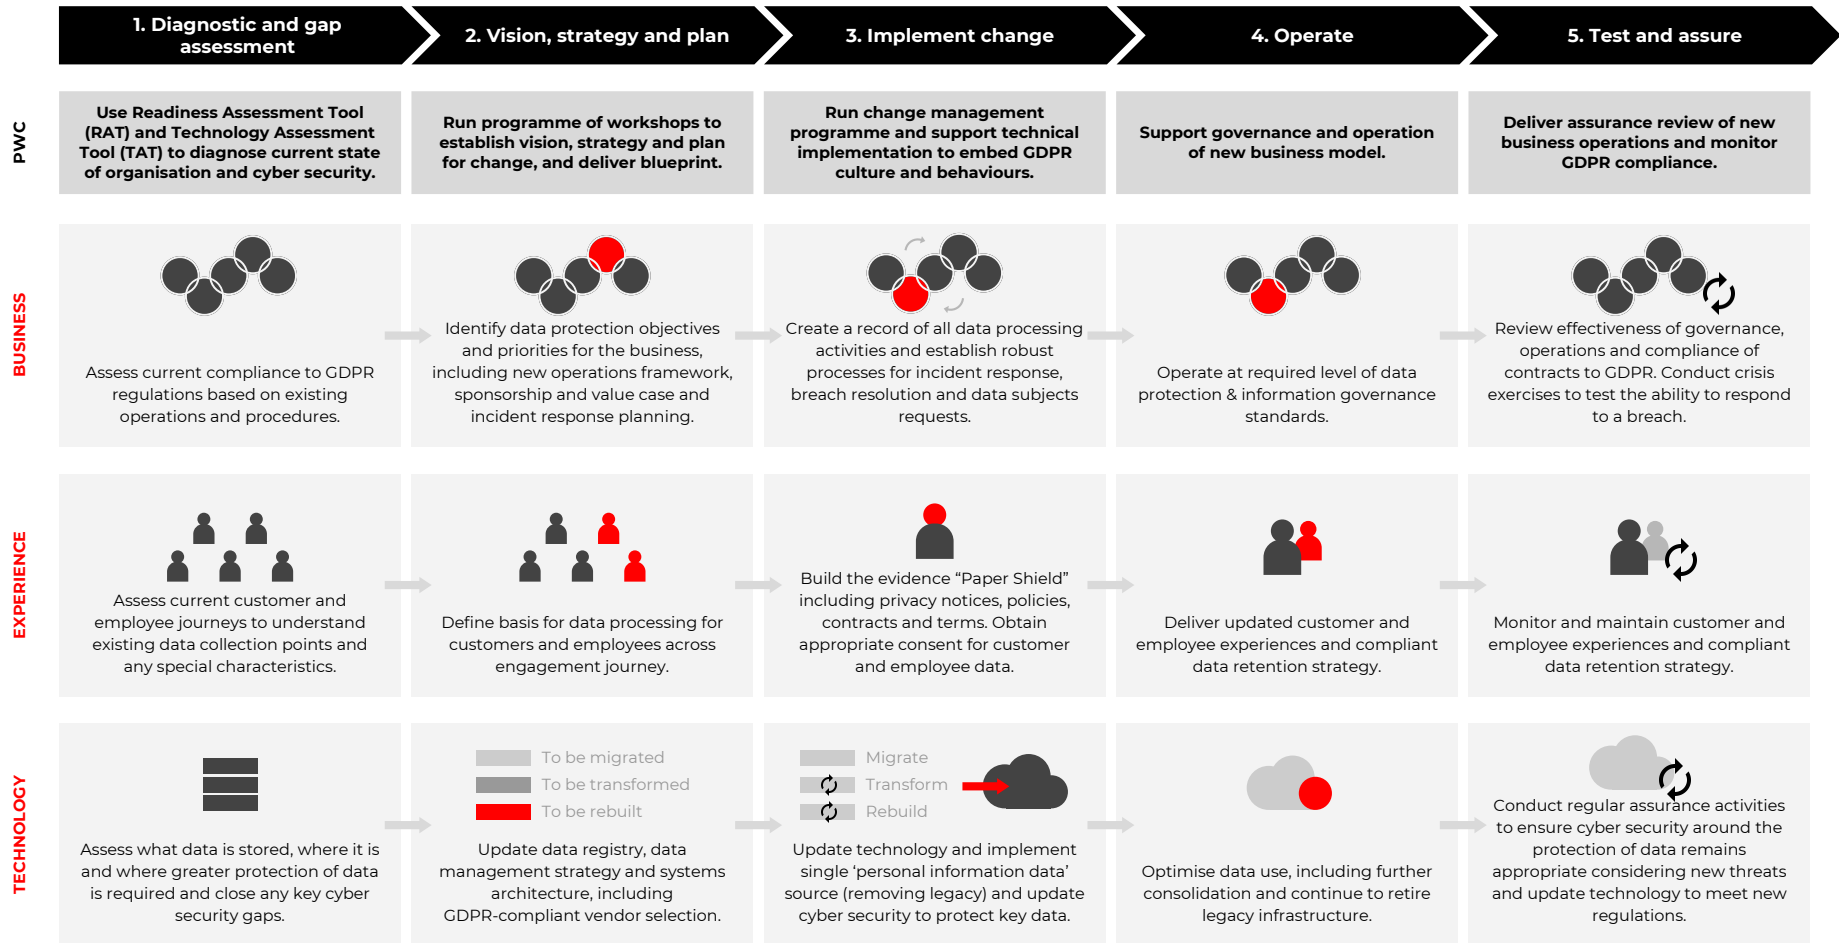 1. Diagnostic and gap
assessment
2. Vision, strategy and plan
3. Implement change
4. Operate
5. Test and assure
PWC
Use Readiness Assessment Tool
(RAT) and Technology Assessment
Tool (TAT) to diagnose current state
of organisation and cyber security.
Run programme of workshops to
establish vision, strategy and plan
for change, and deliver blueprint.
Run change management
programme and support technical
implementation to embed GDPR
culture and behaviours.
Support governance and operation
of new business model.
Deliver assurance review of new
business operations and monitor
GDPR compliance.
BUSINESS
Assess current compliance to GDPR
regulations based on existing
operations and procedures.
Identify data protection objectives
and priorities for the business,
including new operations framework,
sponsorship and value case and
incident response planning.
Create a record of all data processing
activities and establish robust
processes for incident response,
breach resolution and data subjects
requests.
Operate at required level of data
protection & information governance
standards.
Review effectiveness of governance,
operations and compliance of
contracts to GDPR. Conduct crisis
exercises to test the ability to respond
to a breach.
EXPERIENCE
Assess current customer and
employee journeys to understand
existing data collection points and
any special characteristics.
Define basis for data processing for
customers and employees across
engagement journey.
Build the evidence “Paper Shield”
including privacy notices, policies,
contracts and terms. Obtain
appropriate consent for customer
and employee data.
Deliver updated customer and
employee experiences and compliant
data retention strategy.
Monitor and maintain customer and
employee experiences and compliant
data retention strategy.
TECHNOLOGY
Assess what data is stored, where it is
and where greater protection of data
is required and close any key cyber
security gaps.
To be migrated
To be transformed
To be rebuilt
Update data registry, data
management strategy and systems
architecture, including
GDPR-compliant vendor selection.
Migrate
Transform
Rebuild
Update technology and implement
single ‘personal information data’
source (removing legacy) and update
cyber security to protect key data.
Optimise data use, including further
consolidation and continue to retire
legacy infrastructure.
Conduct regular assurance activities
to ensure cyber security around the
protection of data remains
appropriate considering new threats
and update technology to meet new
regulations.